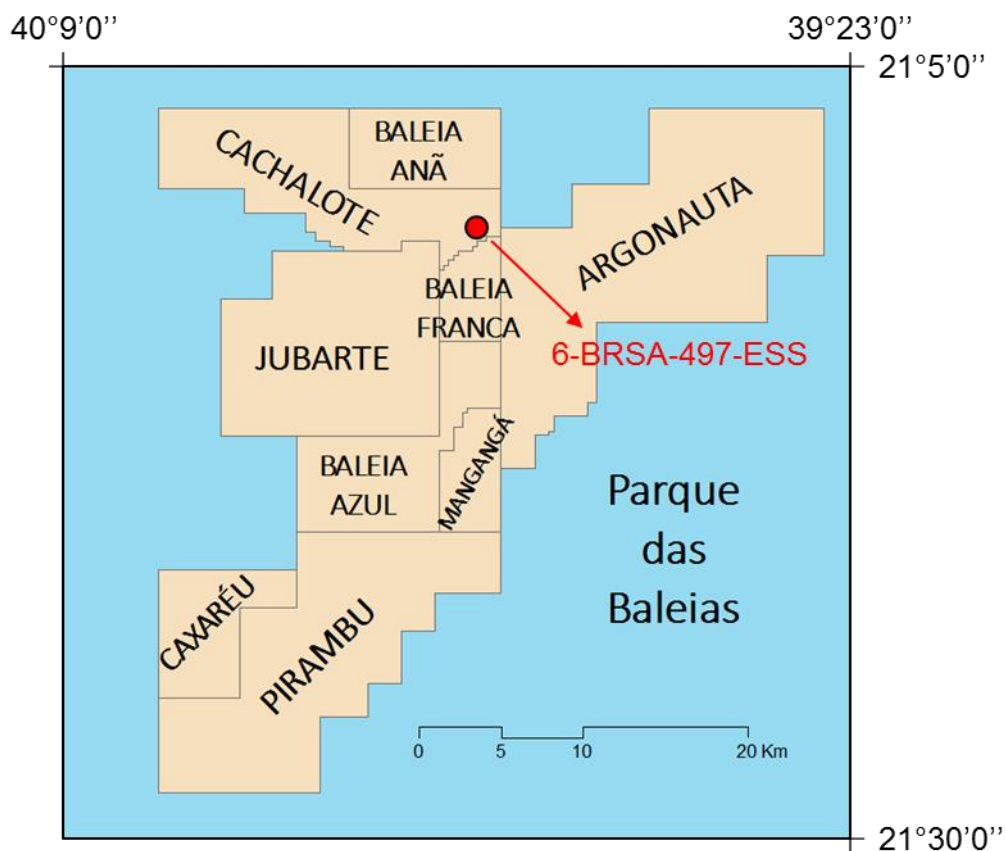 40°9'0''
39°23'0''
21°5'0''
BALEIA
ANÃ
CACHALOTE
ARGONAUTA
BALEIA
FRANCA
6-BRSA-497-ESS
JUBARTE
BALEIA
AZUL
MANGANGÁ
Parque
das
Baleias
CAXARÉU
PIRAMBU
0 5 10 20 Km
21°30'0''